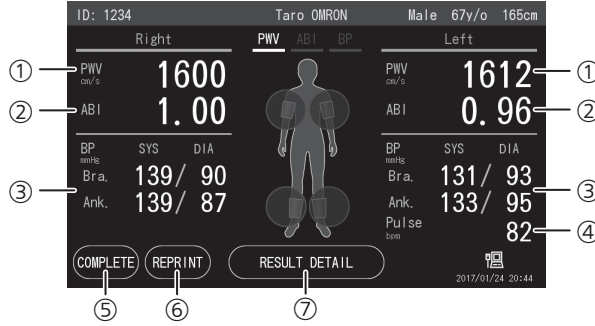 ID: 1234 Taro OMRON Male 67y/o 165cm
Right PWV ABI BP Left
① PWV cm/s 1600 PWV cm/s 1612 ①
② ABI 1.00 ABI 0.96 ②
BP mmHg SYS DIA BP mmHg SYS DIA
③ Bra. 139/ 90 Bra. 131/ 93 ③
Ank. 139/ 87 Ank. 133/ 95
Pulse bpm 82 ④
COMPLETE REPRINT RESULT DETAIL
2017/01/24 20:44
⑤ ⑥ ⑦